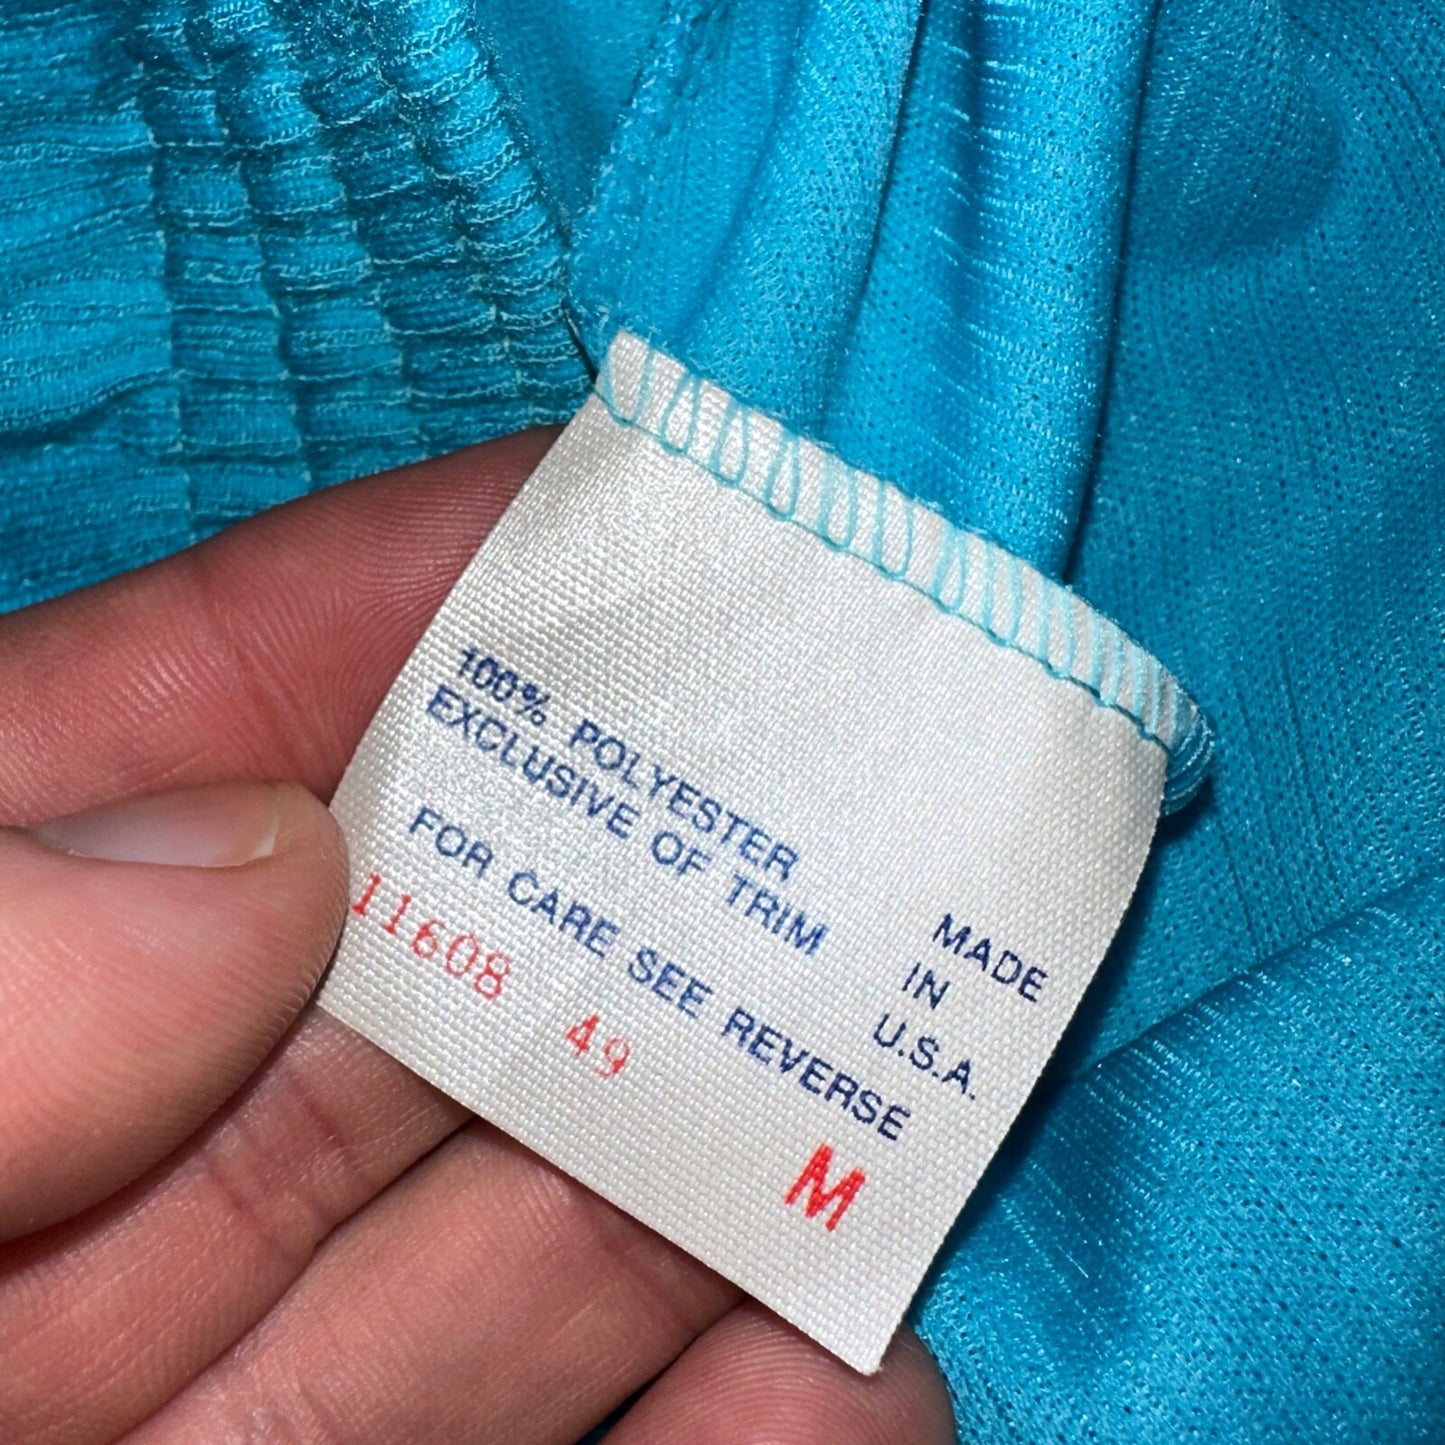 100% POLYESTER
EXCLUSIVE OF TRIM
MADE
IN
U.S.A.
FOR CARE SEE REVERSE
11608 49 M